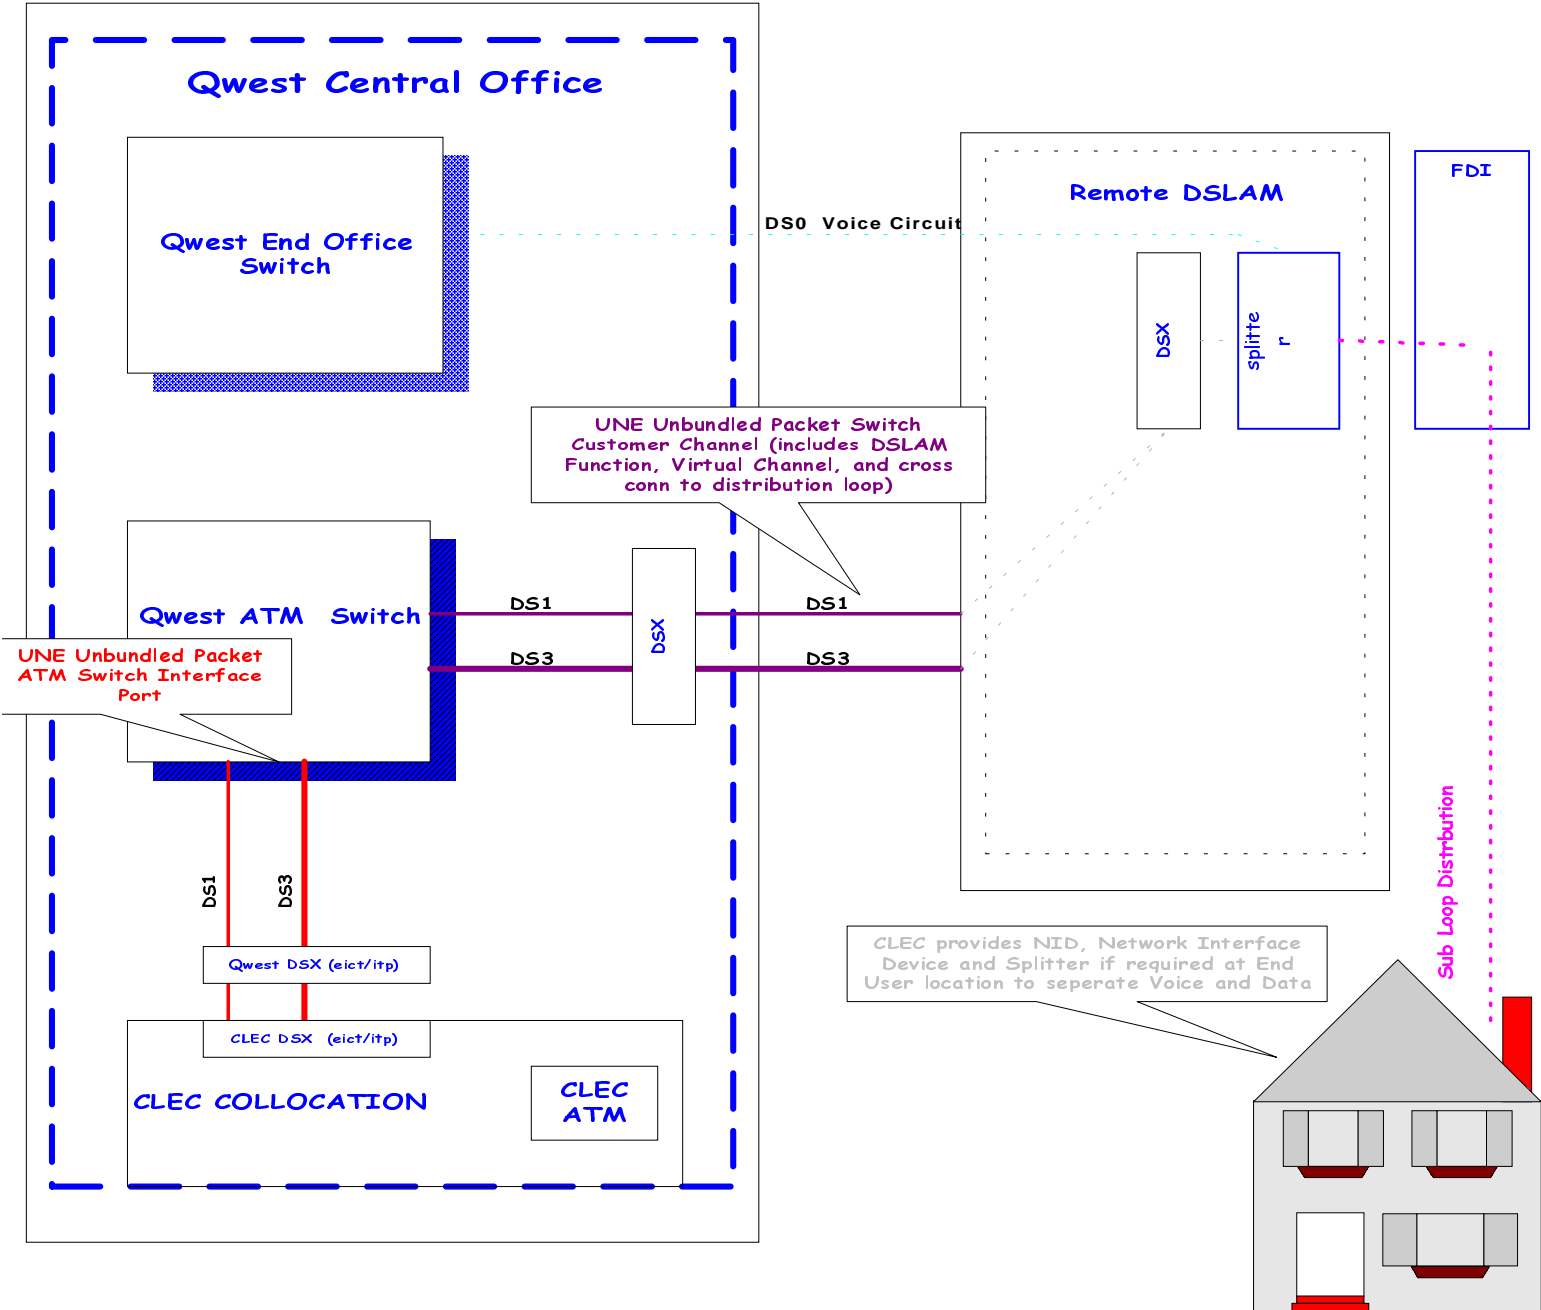 Qwest Central Office
Qwest End Office
Switch
DS0  Voice Circuit
Remote DSLAM
FDI
DSX
splitte
r
UNE Unbundled Packet Switch
Customer Channel (includes DSLAM
Function, Virtual Channel, and cross
conn to distribution loop)
Qwest ATM  Switch
DS1
DS3
DSX
DS1
DS3
UNE Unbundled Packet
ATM Switch Interface
Port
DS1
DS3
Qwest DSX (eict/itp)
CLEC DSX  (eict/itp)
CLEC COLLOCATION
CLEC
ATM
Sub Loop Distrbution
CLEC provides NID, Network Interface
Device and Splitter if required at End
User location to seperate Voice and Data